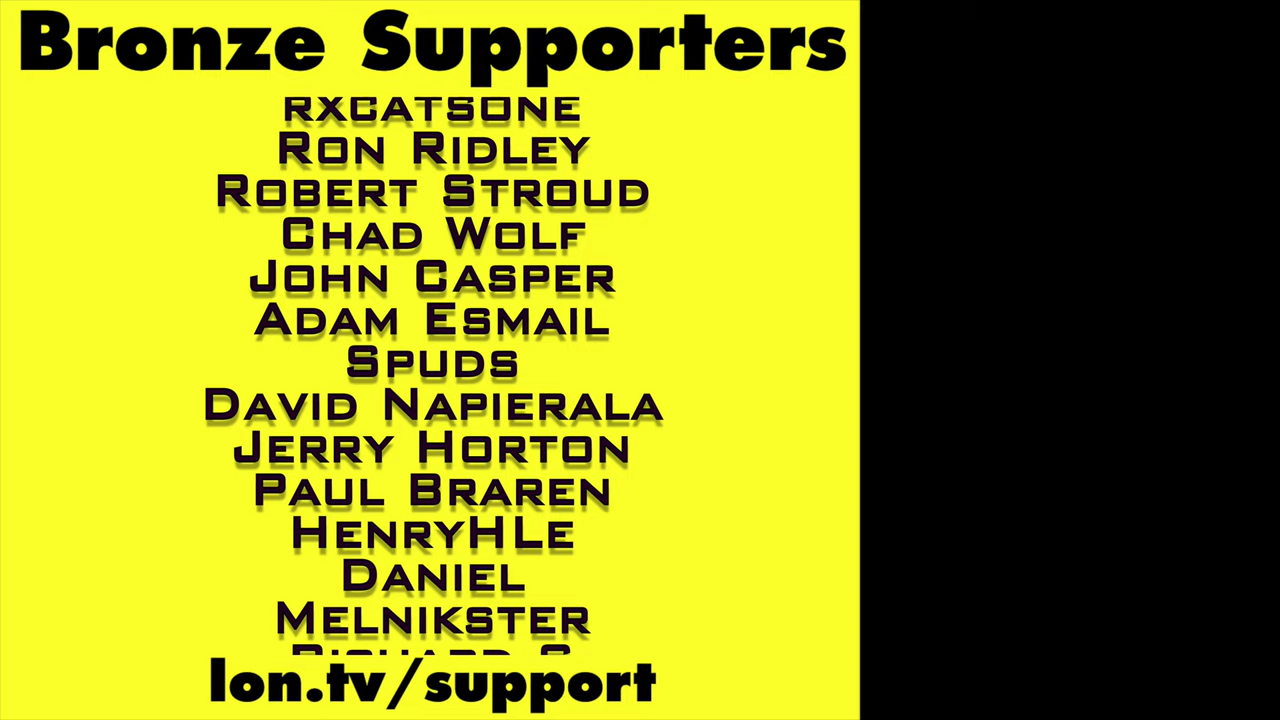 Bronze Supporters
RXCATSONE
RON RIDLEY
ROBERT STROUD
CHAD WOLF
JOHN CASPER
ADAM ESMAIL
SPUDS
DAVID NAPIERALA
JERRY HORTON
PAUL BRAREN
HENRYHLE
DANIEL
MELNIKSTER
lon.tv/support